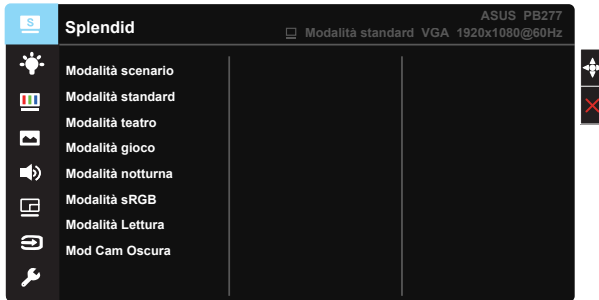 S
Splendid
ASUS PB277
Modalità standard VGA 1920x1080@60Hz
Modalità scenario
Modalità standard
Modalità teatro
Modalità gioco
Modalità notturna
Modalità sRGB
Modalità Lettura
Mod Cam Oscura